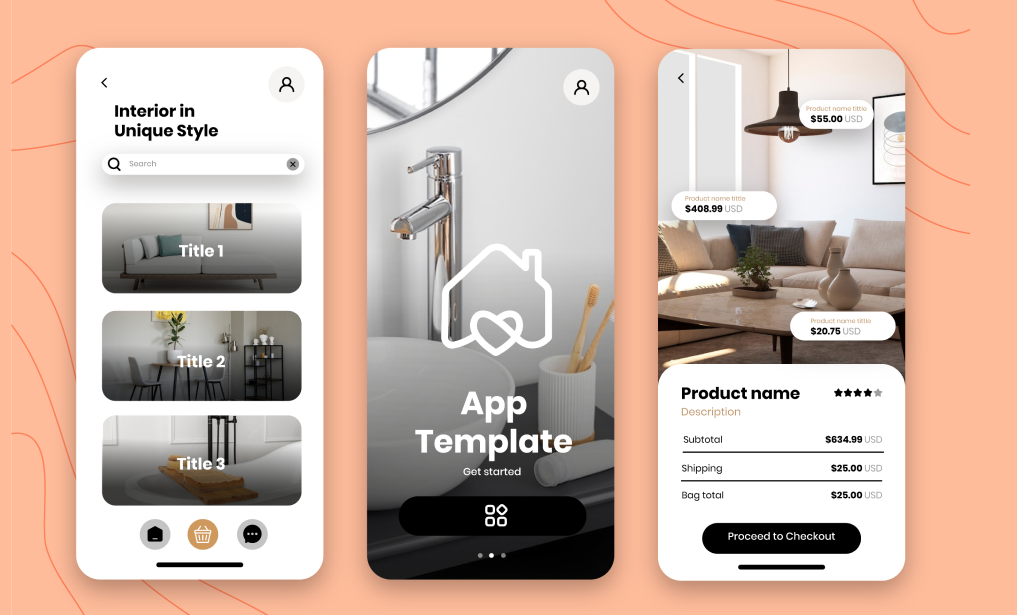 Interior in
Unique Style
Search
Title 1
Title 2
Title 3
App
Template
Get started
Product name tittle
$55.00 USD
Product name tittle
$408.99 USD
Product name tittle
$20.75 USD
Product name
Description
Subtotal $634.99 USD
Shipping $25.00 USD
Bag total $25.00 USD
Proceed to Checkout